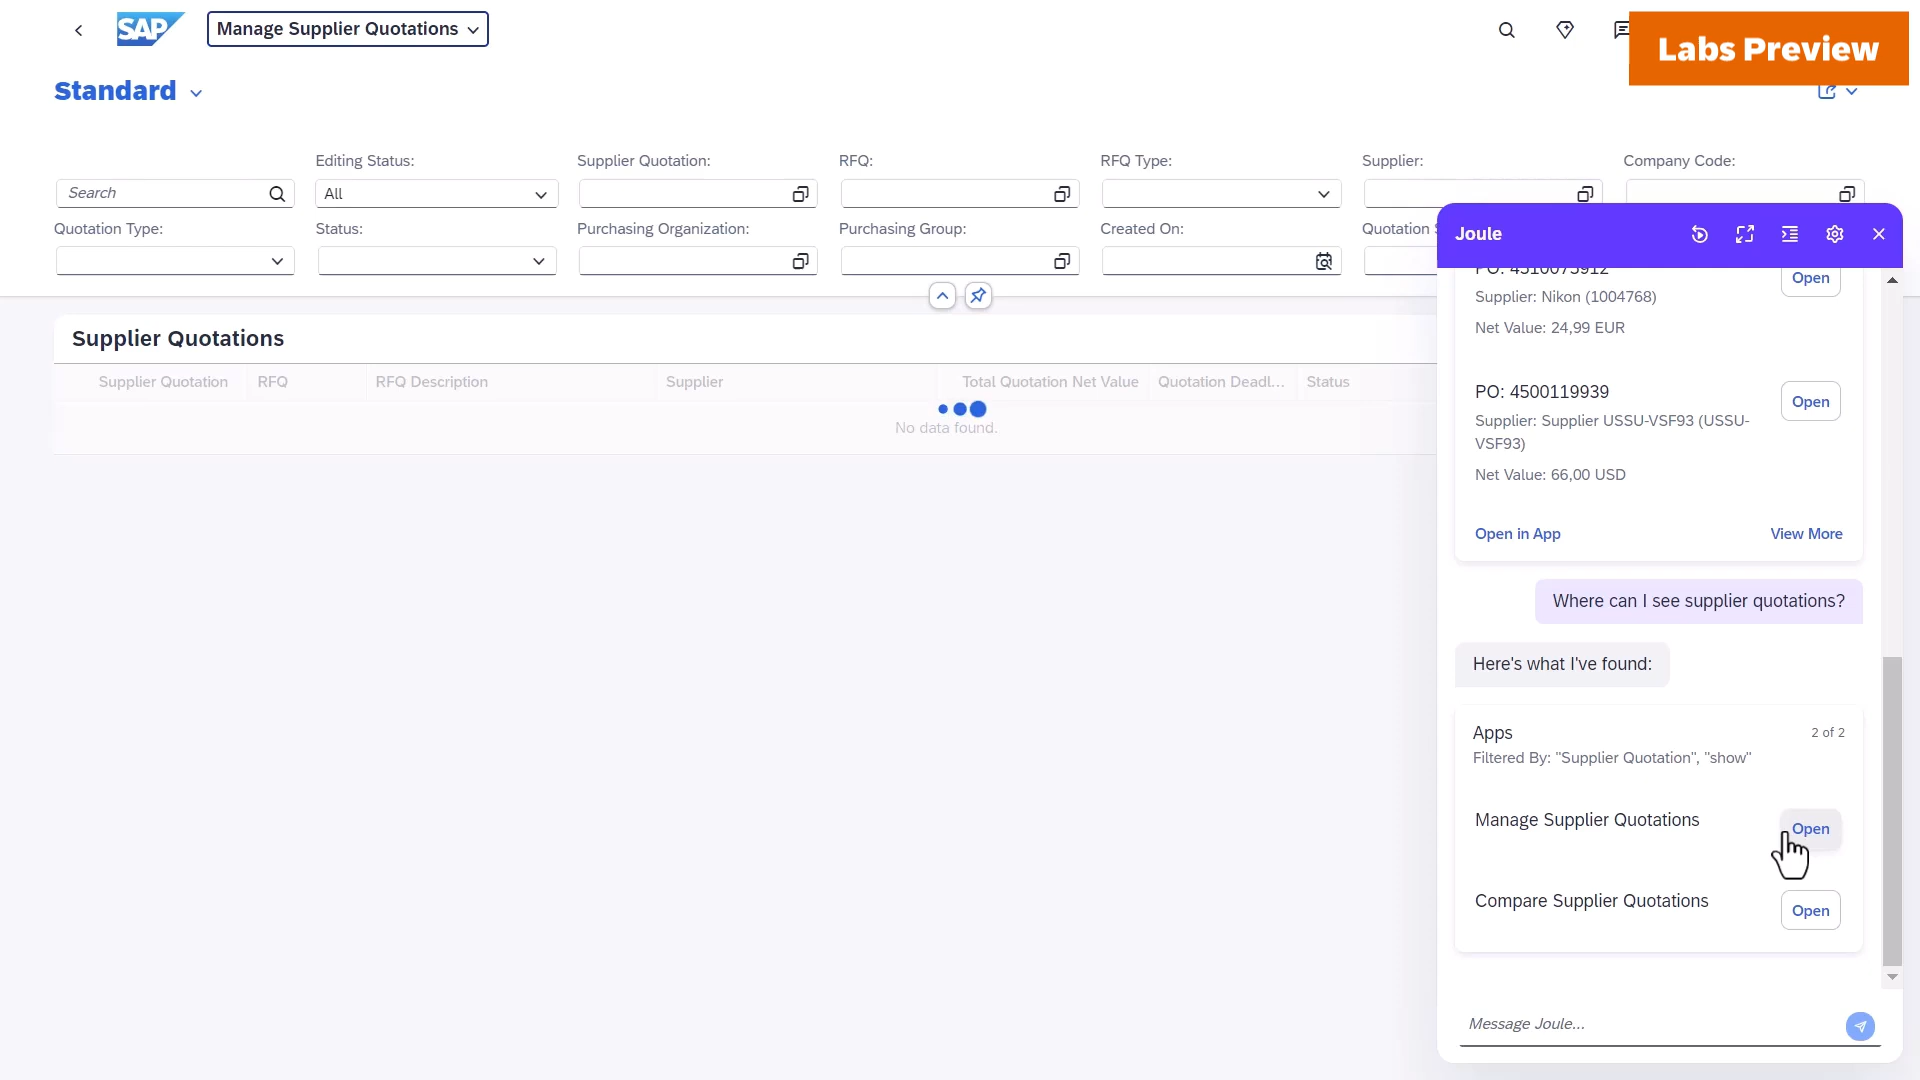 SAP
Manage Supplier Quotations
Labs Preview
Standard
Editing Status:
Supplier Quotation:
RFQ:
RFQ Type:
Supplier:
Company Code:
Search
All
Quotation Type:
Status:
Purchasing Organization:
Purchasing Group:
Created On:
Quotation
Supplier Quotations
Supplier Quotation
RFQ
RFQ Description
Supplier
Total Quotation Net Value
Quotation Deadl...
Status
No data found.
Joule
PO: 4510075912
Open
Supplier: Nikon (1004768)
Net Value: 24,99 EUR
PO: 4500119939
Open
Supplier: Supplier USSU-VSF93 (USSU-
VSF93)
Net Value: 66,00 USD
Open in App
View More
Where can I see supplier quotations?
Here's what I've found:
Apps
2 of 2
Filtered By: "Supplier Quotation", "show"
Manage Supplier Quotations
Open
Compare Supplier Quotations
Open
Message Joule...